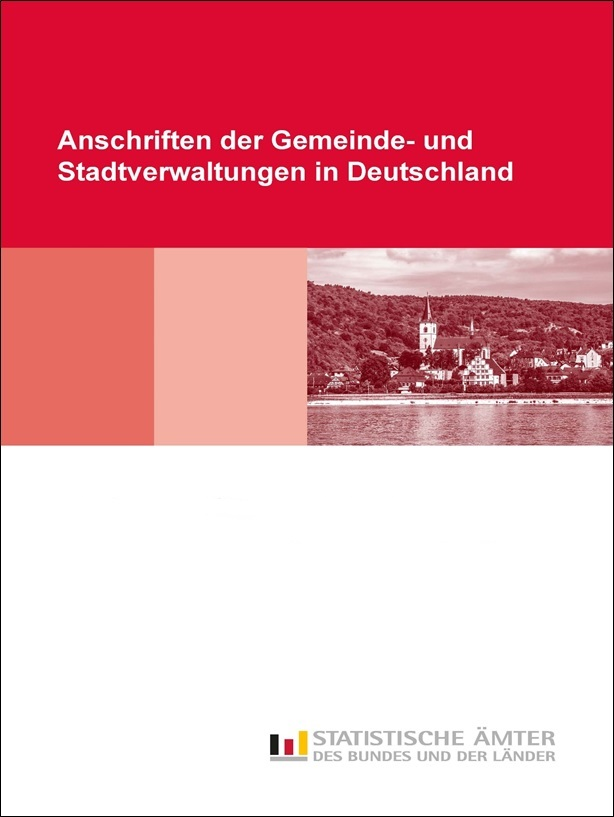 Anschriften der Gemeinde- und
Stadtverwaltungen in Deutschland
STATISTISCHE ÄMTER
DES BUNDES UND DER LÄNDER